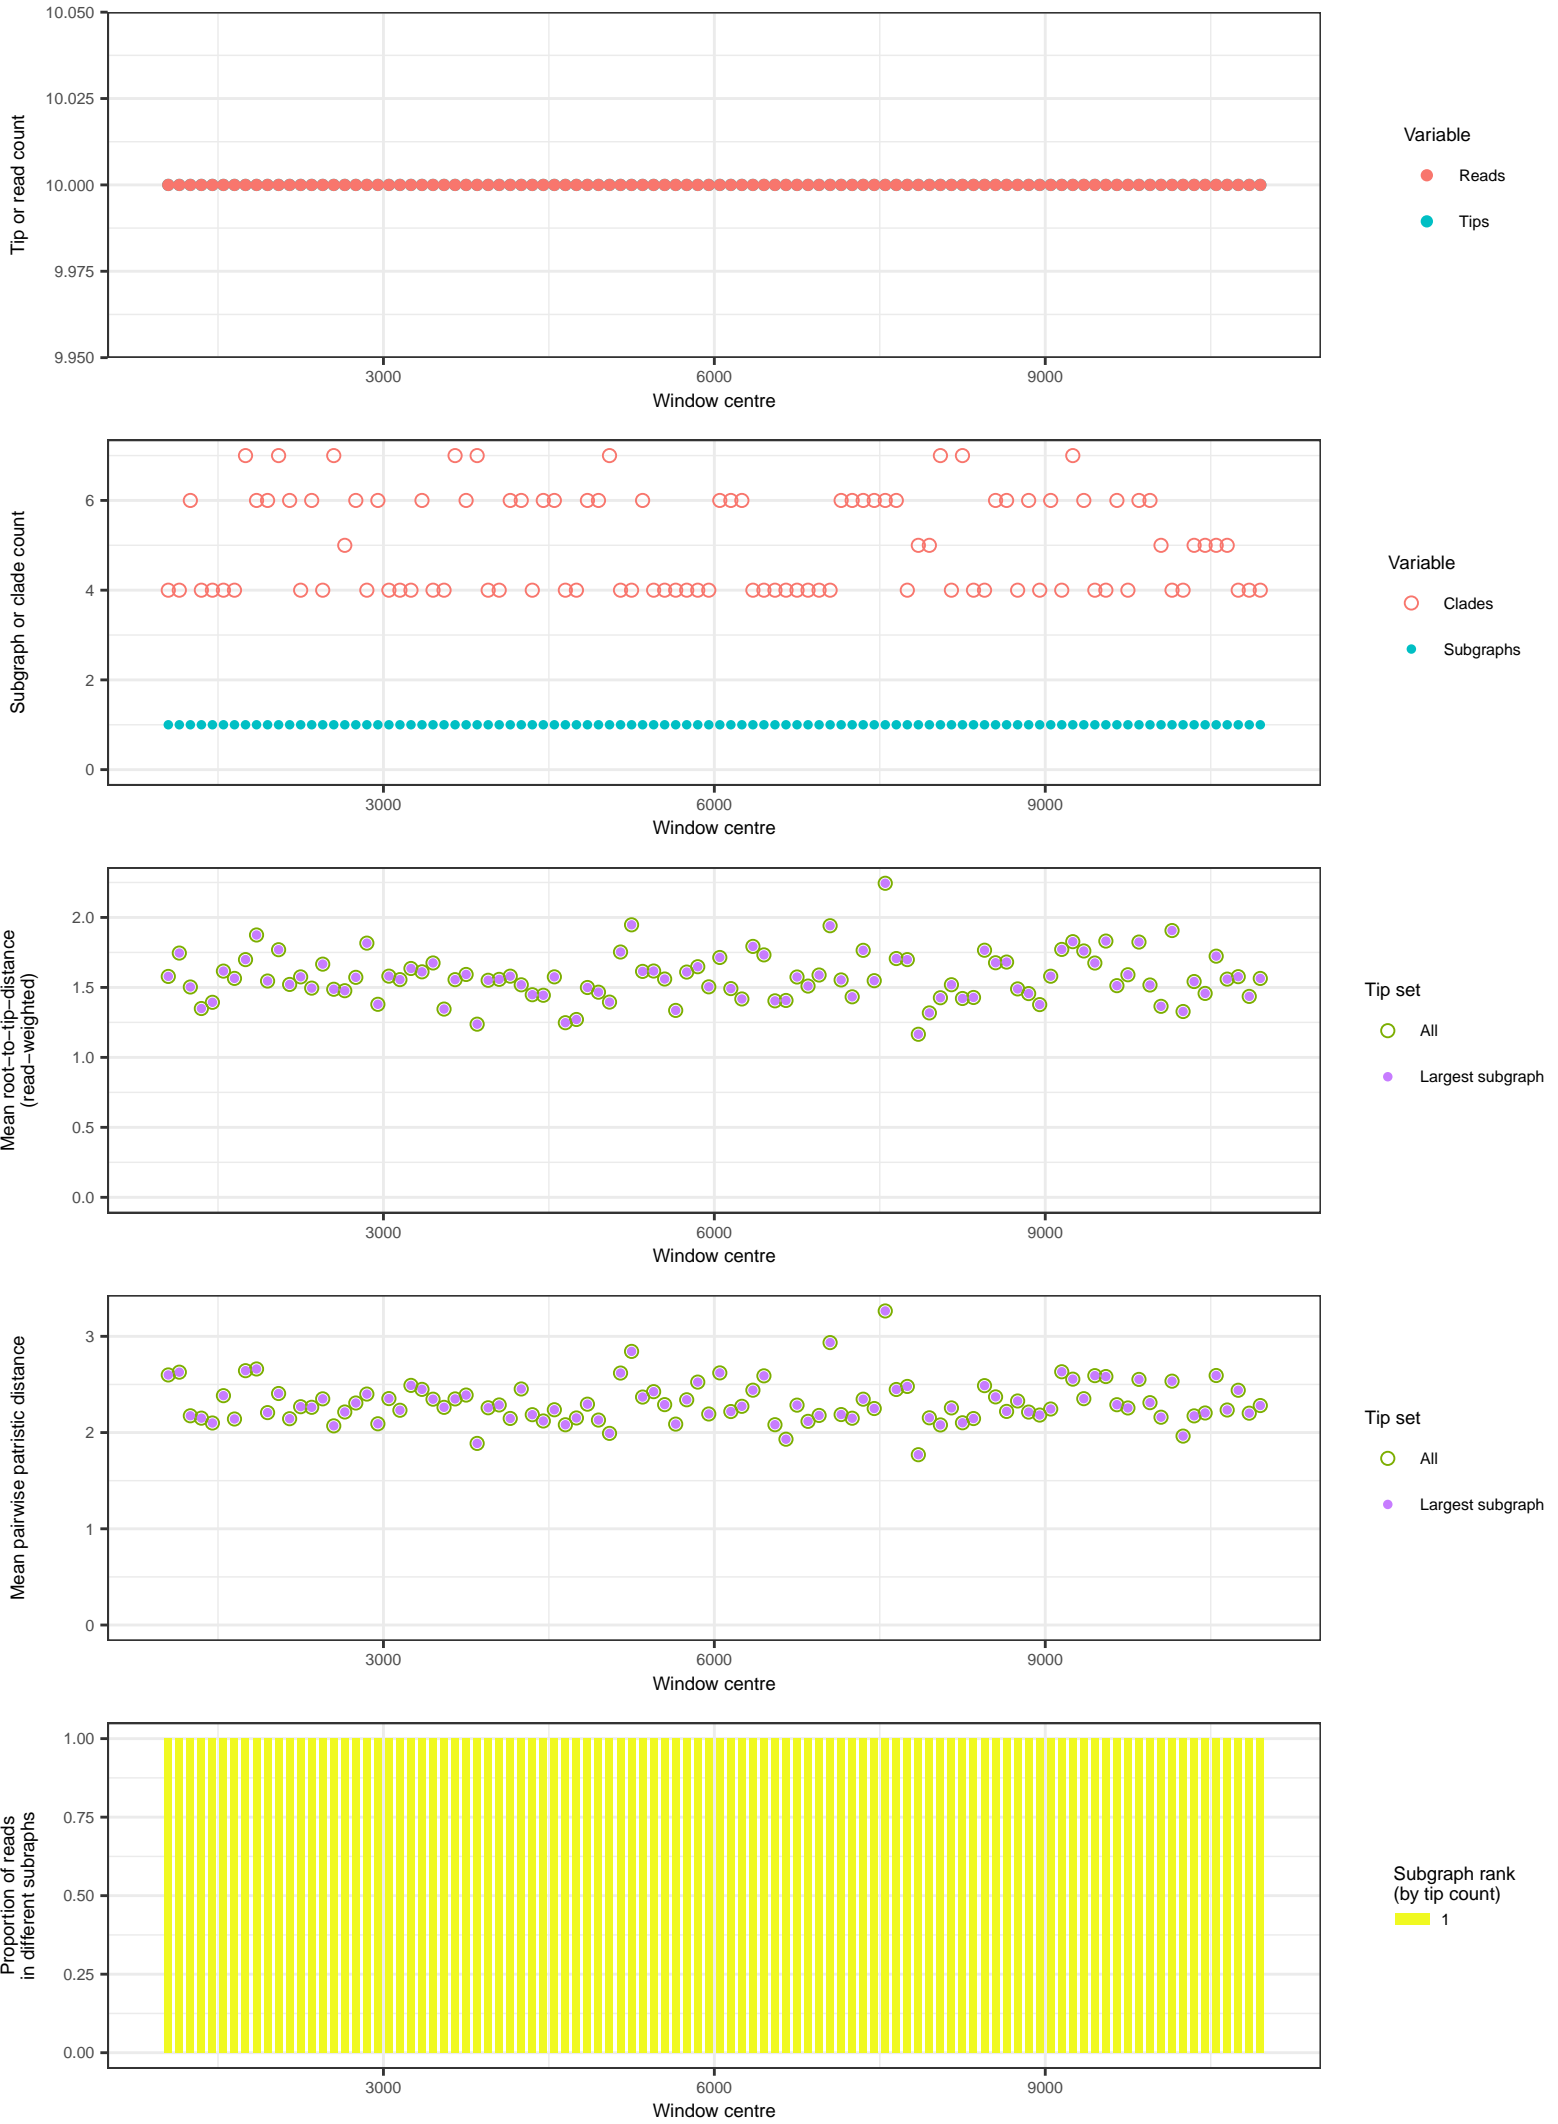 10.050
10.025
10.000
9.975
9.950
Tip or read count
3000 6000 9000
Window centre
Variable
Reads
Tips
6
4
2
0
Subgraph or clade count
3000 6000 9000
Window centre
Variable
Clades
Subgraphs
2.0
1.5
1.0
0.5
0.0
Mean root−to−tip−distance
(read−weighted)
3000 6000 9000
Window centre
Tip set
All
Largest subgraph
3
2
1
0
Mean pairwise patristic distance
3000 6000 9000
Window centre
Tip set
All
Largest subgraph
1.00
0.75
0.50
0.25
0.00
Proportion of reads
in different subraphs
3000 6000 9000
Window centre
Subgraph rank
(by tip count)
1